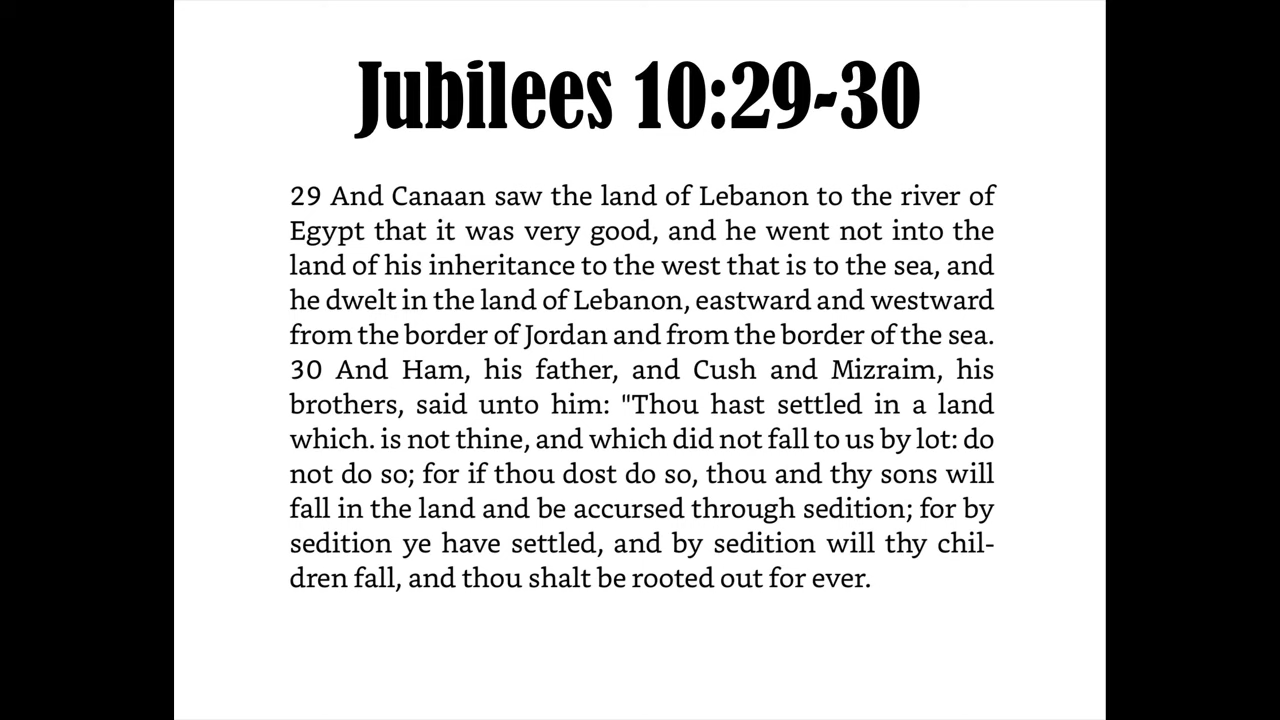 Jubilees 10:29-30
29 And Canaan saw the land of Lebanon to the river of
Egypt that it was very good, and he went not into the
land of his inheritance to the west that is to the sea, and
he dwelt in the land of Lebanon, eastward and westward
from the border of Jordan and from the border of the sea.
30 And Ham, his father, and Cush and Mizraim, his
brothers, said unto him: "Thou hast settled in a land
which. is not thine, and which did not fall to us by lot: do
not do so; for if thou dost do so, thou and thy sons will
fall in the land and be accursed through sedition; for by
sedition ye have settled, and by sedition will thy chil-
dren fall, and thou shalt be rooted out for ever.